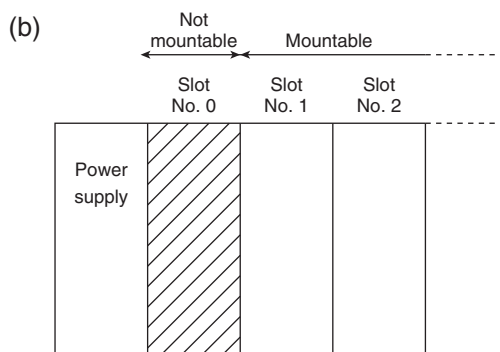 (b)
Not
mountable
Mountable
Slot
No. 0
Slot
No. 1
Slot
No. 2
Power
supply